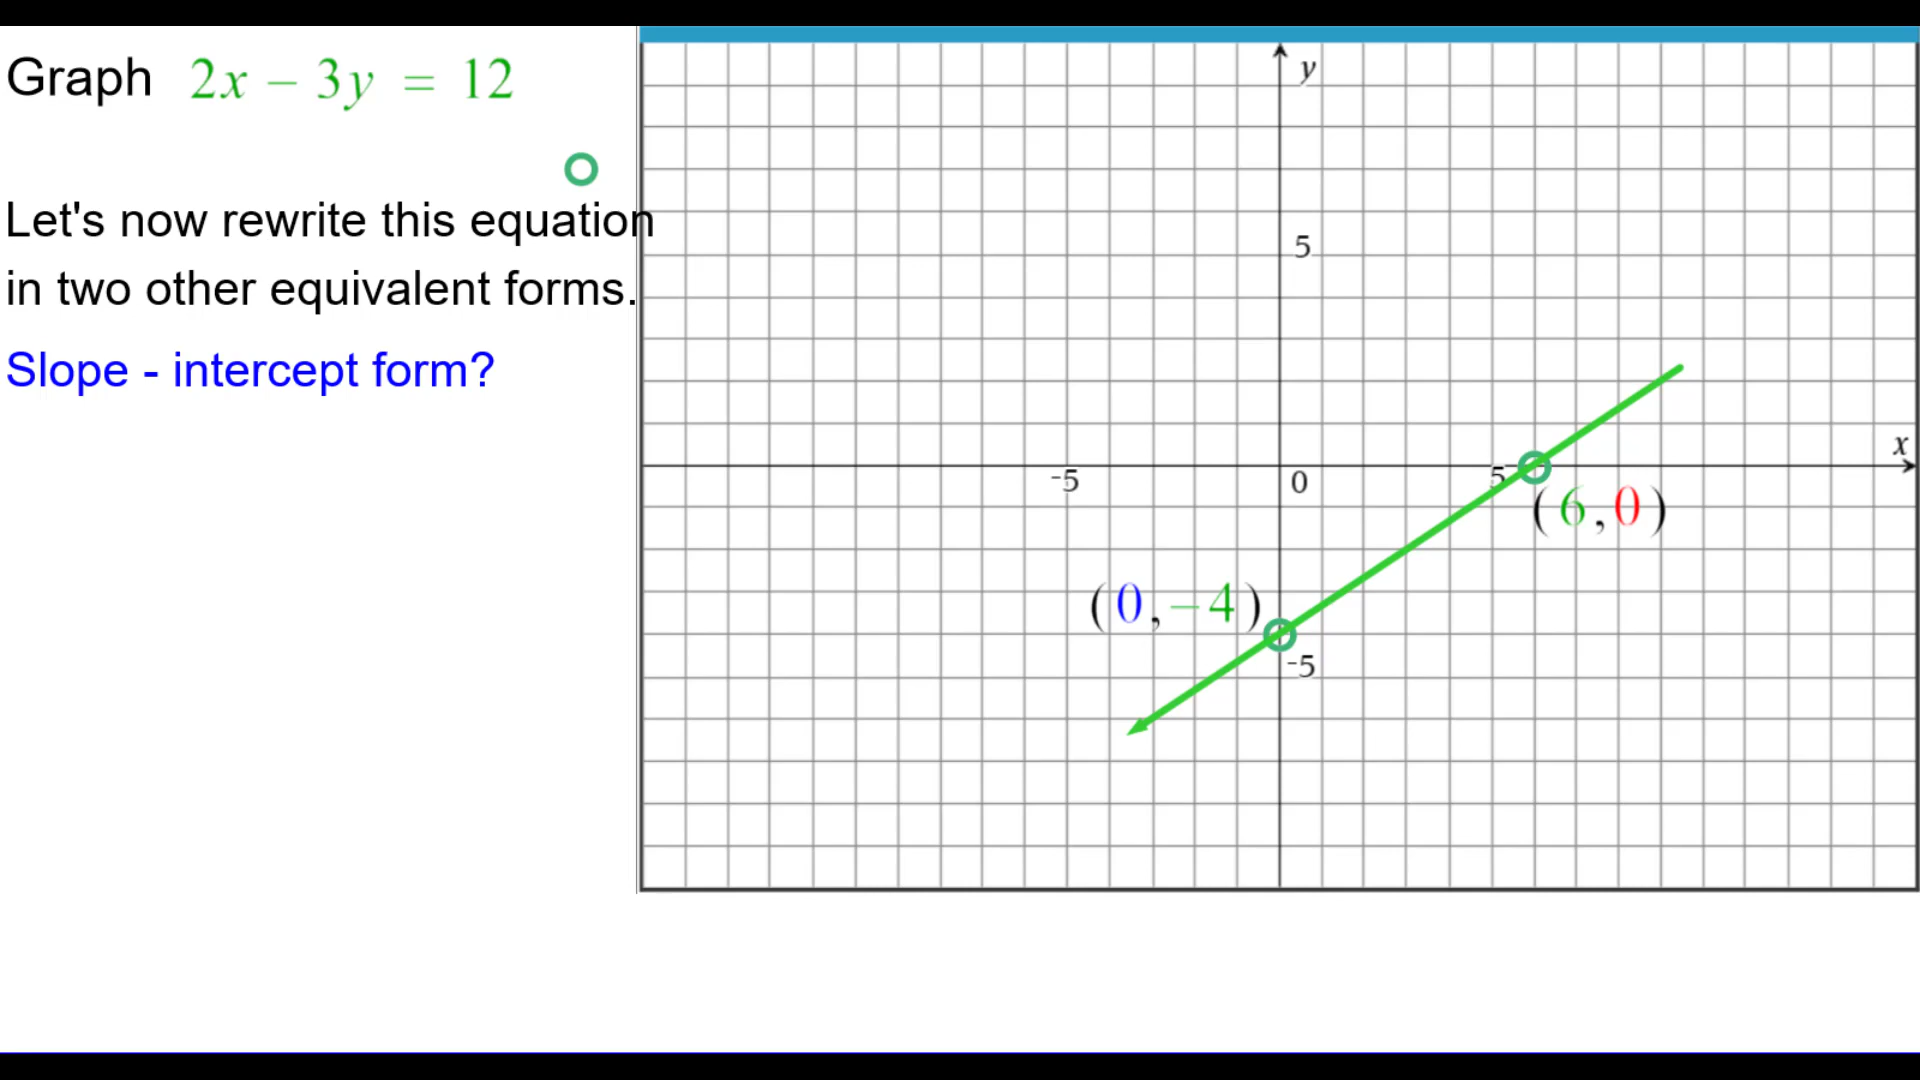 Graph 2x − 3y = 12
Let's now rewrite this equation
in two other equivalent forms.
Slope - intercept form?
y
5
x
-5
0
5
(6,0)
(0,−4)
-5